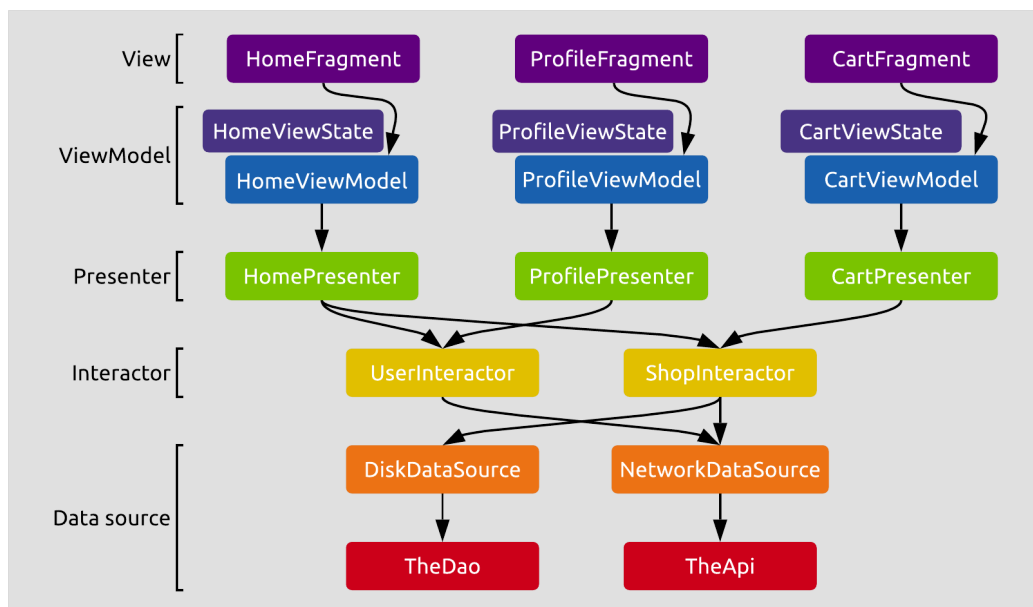 View
HomeFragment
ProfileFragment
CartFragment
ViewModel
HomeViewState
ProfileViewState
CartViewState
HomeViewModel
ProfileViewModel
CartViewModel
Presenter
HomePresenter
ProfilePresenter
CartPresenter
Interactor
UserInteractor
ShopInteractor
Data source
DiskDataSource
NetworkDataSource
TheDao
TheApi